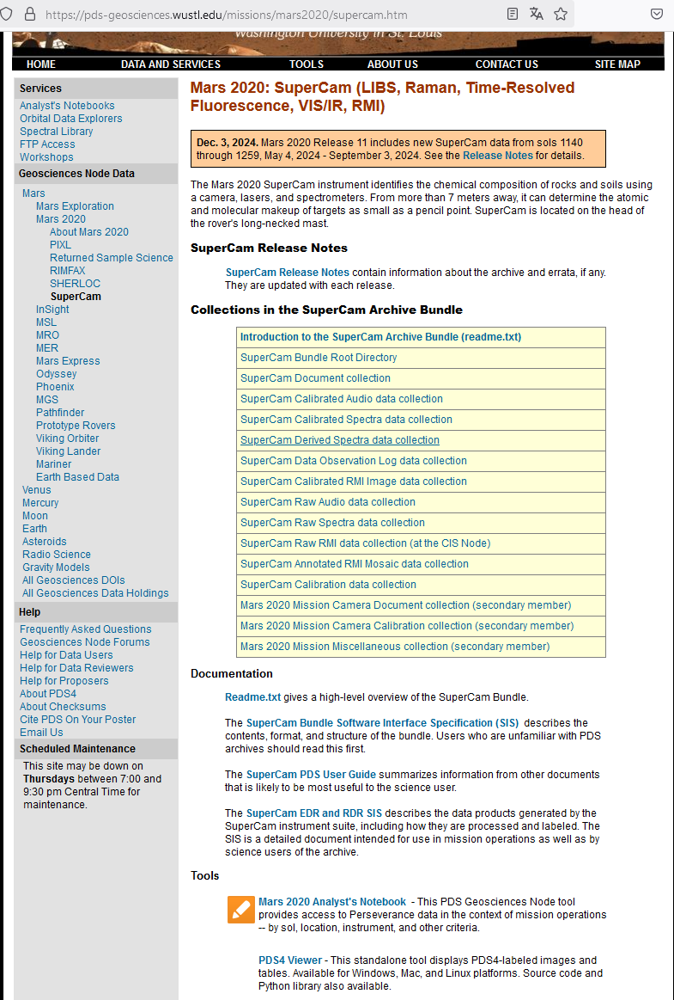 https://pds-geosciences.wustl.edu/missions/mars2020/supercam.htm
Washington University in St. Louis
HOME DATA AND SERVICES TOOLS ABOUT US CONTACT US SITE MAP
Services
Analyst's Notebooks
Orbital Data Explorers
Spectral Library
FTP Access
Workshops
Geosciences Node Data
Mars
Mars Exploration
Mars 2020
About Mars 2020
PIXL
Returned Sample Science
RIMFAX
SHERLOC
SuperCam
InSight
MSL
MRO
MER
Mars Express
Odyssey
Phoenix
MGS
Pathfinder
Prototype Rovers
Viking Orbiter
Viking Lander
Mariner
Earth Based Data
Venus
Mercury
Moon
Earth
Asteroids
Radio Science
Gravity Models
All Geosciences DOIs
All Geosciences Data Holdings
Help
Frequently Asked Questions
Geosciences Node Forums
Help for Data Users
Help for Data Reviewers
Help for Proposers
About PDS4
About Checksums
Cite PDS On Your Poster
Email Us
Scheduled Maintenance
This site may be down on
Thursdays between 7:00 and
9:30 pm Central Time for
maintenance.
Mars 2020: SuperCam (LIBS, Raman, Time-Resolved
Fluorescence, VIS/IR, RMI)
Dec. 3, 2024. Mars 2020 Release 11 includes new SuperCam data from sols 1140
through 1259, May 4, 2024 - September 3, 2024. See the Release Notes for details.
The Mars 2020 SuperCam instrument identifies the chemical composition of rocks and soils using
a camera, lasers, and spectrometers. From more than 7 meters away, it can determine the atomic
and molecular makeup of targets as small as a pencil point. SuperCam is located on the head of
the rover's long-necked mast.
SuperCam Release Notes
SuperCam Release Notes contain information about the archive and errata, if any.
They are updated with each release.
Collections in the SuperCam Archive Bundle
Introduction to the SuperCam Archive Bundle (readme.txt)
SuperCam Bundle Root Directory
SuperCam Document collection
SuperCam Calibrated Audio data collection
SuperCam Calibrated Spectra data collection
SuperCam Derived Spectra data collection
SuperCam Data Observation Log data collection
SuperCam Calibrated RMI Image data collection
SuperCam Raw Audio data collection
SuperCam Raw Spectra data collection
SuperCam Raw RMI data collection (at the CIS Node)
SuperCam Annotated RMI Mosaic data collection
SuperCam Calibration data collection
Mars 2020 Mission Camera Document collection (secondary member)
Mars 2020 Mission Camera Calibration collection (secondary member)
Mars 2020 Mission Miscellaneous collection (secondary member)
Documentation
Readme.txt gives a high-level overview of the SuperCam Bundle.
The SuperCam Bundle Software Interface Specification (SIS) describes the
contents, format, and structure of the bundle. Users who are unfamiliar with PDS
archives should read this first.
The SuperCam PDS User Guide summarizes information from other documents
that is likely to be most useful to the science user.
The SuperCam EDR and RDR SIS describes the data products generated by the
SuperCam instrument suite, including how they are processed and labeled. The
SIS is a detailed document intended for use in mission operations as well as by
science users of the archive.
Tools
Mars 2020 Analyst's Notebook - This PDS Geosciences Node tool
provides access to Perseverance data in the context of mission operations
-- by sol, location, instrument, and other criteria.
PDS4 Viewer - This standalone tool displays PDS4-labeled images and
tables. Available for Windows, Mac, and Linux platforms. Source code and
Python library also available.